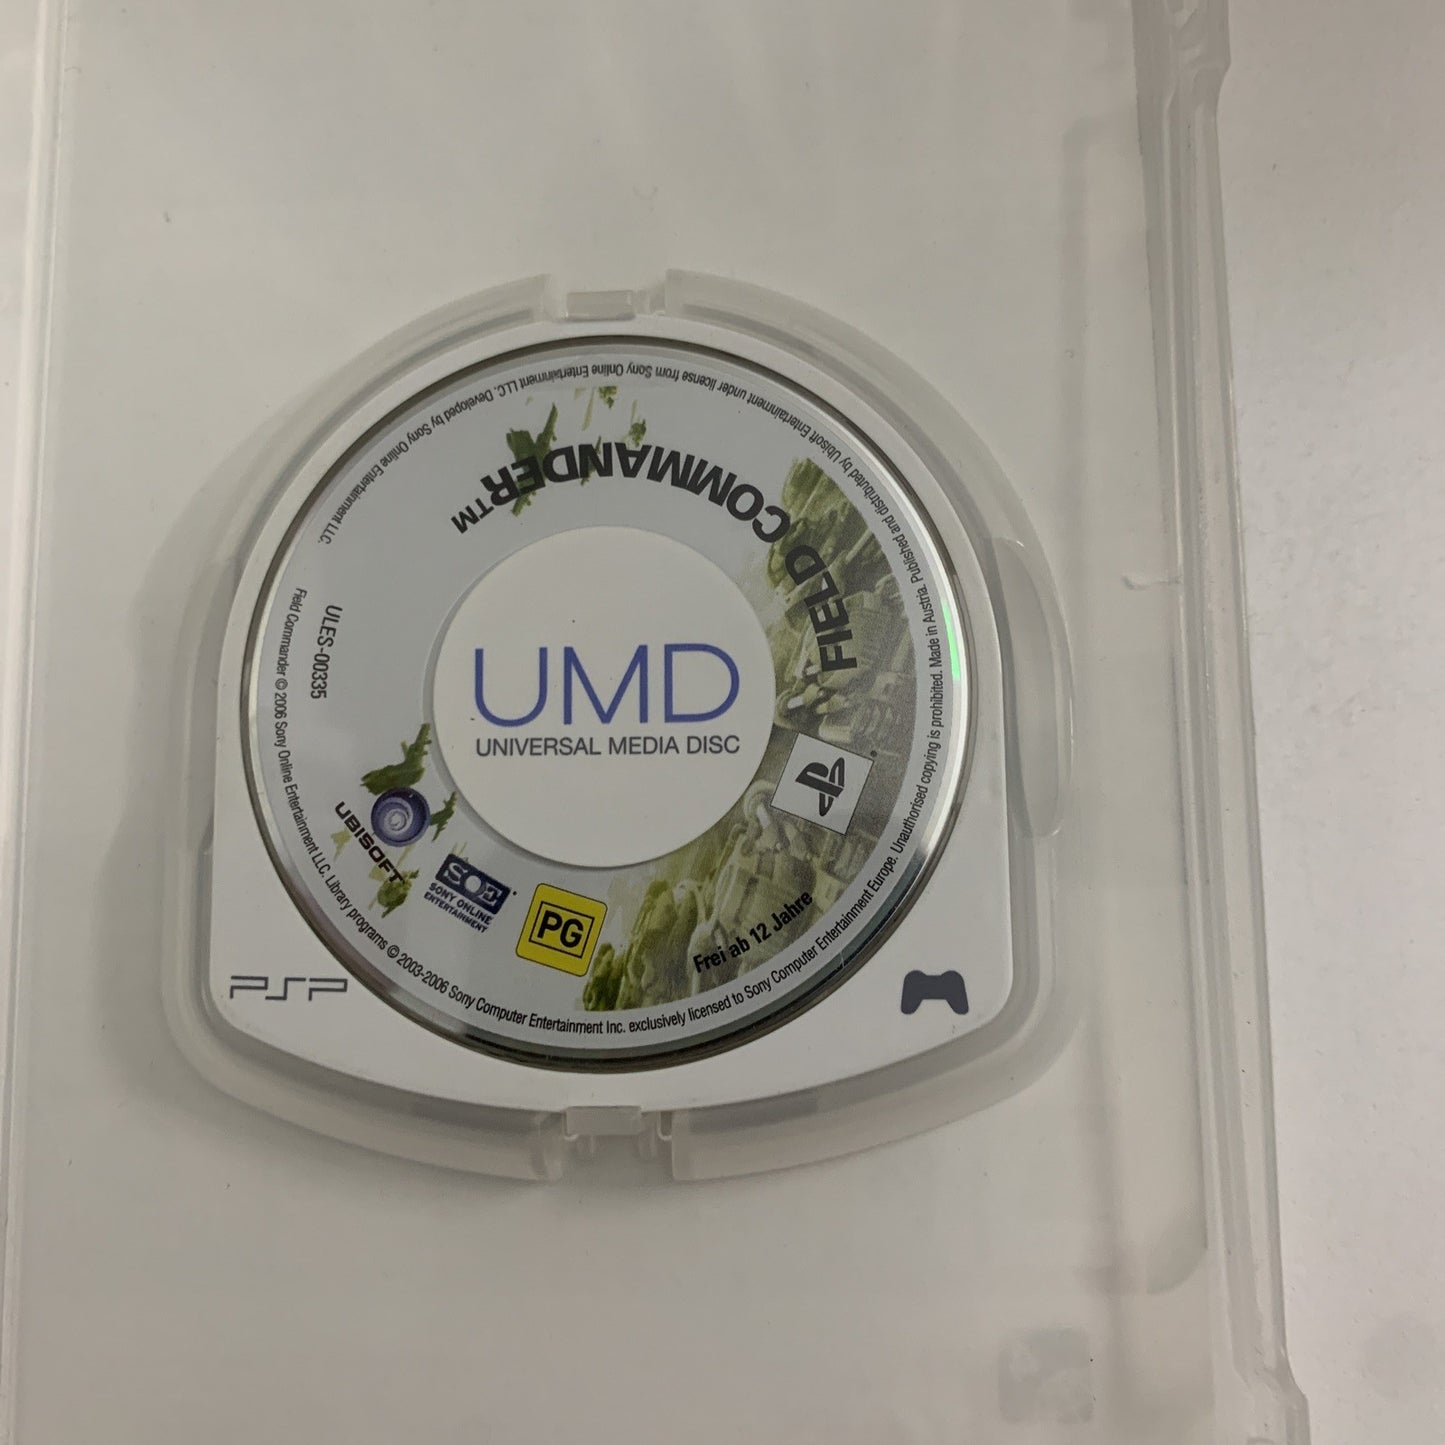 FIELD COMMANDER™
UMD
UNIVERSAL MEDIA DISC
ULES-00335
UBISOFT
SOE
SONY ONLINE
ENTERTAINMENT
PG
Frei ab 12 Jahre
PSP
Field Commander © 2006 Sony Online Entertainment LLC. Library programs © 2003-2006 Sony Computer Entertainment Inc. exclusively licensed to Sony Computer Entertainment Europe. Unauthorised copying is prohibited. Made in Austria. Published and distributed by Ubisoft Entertainment under license from Sony Online Entertainment LLC. Developed by Sony Online Entertainment LLC.